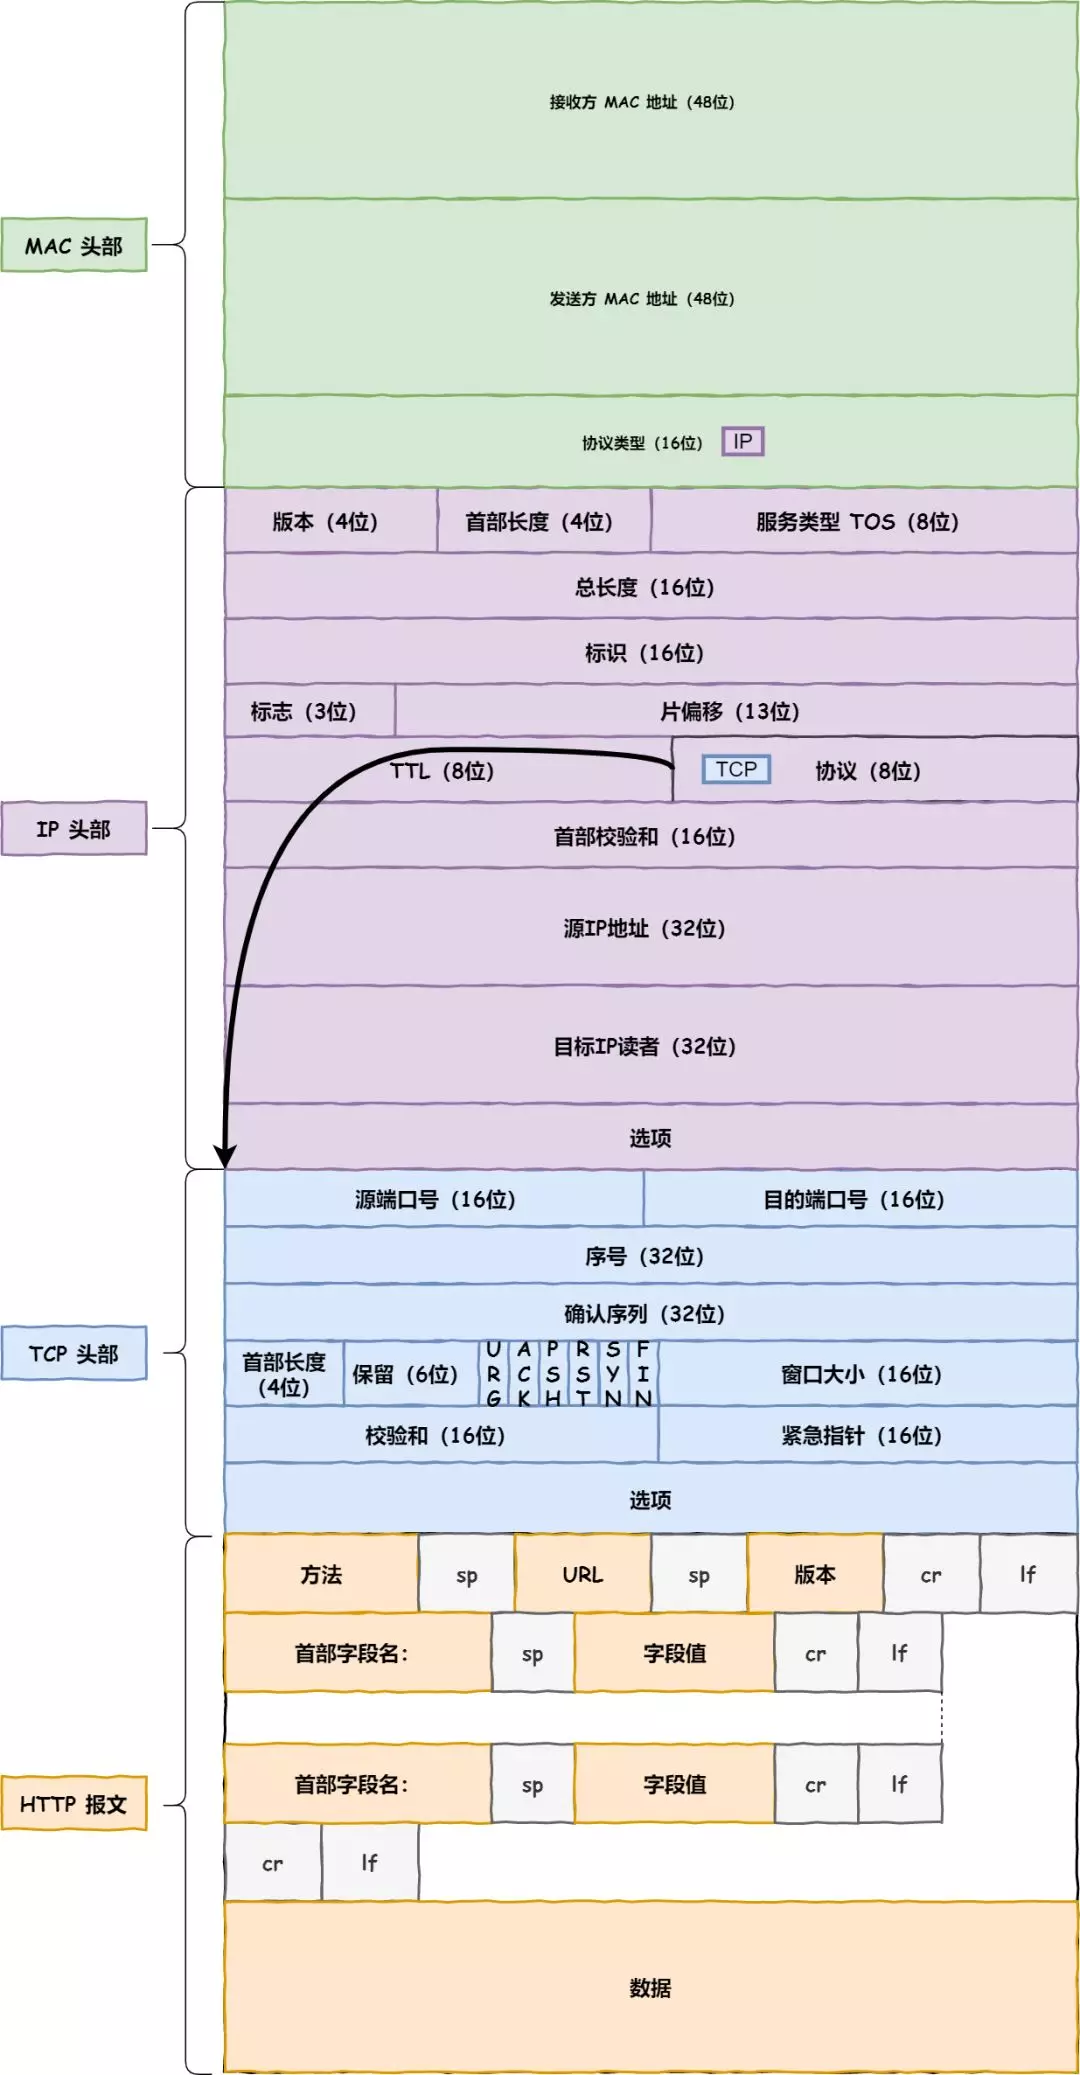 接收方 MAC 地址（48位）
MAC 头部
发送方 MAC 地址（48位）
协议类型（16位） IP
版本（4位） 首部长度（4位） 服务类型 TOS（8位）
总长度（16位）
标识（16位）
标志（3位） 片偏移（13位）
TTL（8位） TCP 协议（8位）
IP 头部
首部校验和（16位）
源IP地址（32位）
目标IP读者（32位）
选项
源端口号（16位） 目的端口号（16位）
序号（32位）
确认序列（32位）
TCP 头部
首部长度
（4位） 保留（6位） URG ACK PSH RST SYN FIN 窗口大小（16位）
校验和（16位） 紧急指针（16位）
选项
方法 sp URL sp 版本 cr lf
首部字段名： sp 字段值 cr lf
首部字段名： sp 字段值 cr lf
HTTP 报文
cr lf
数据